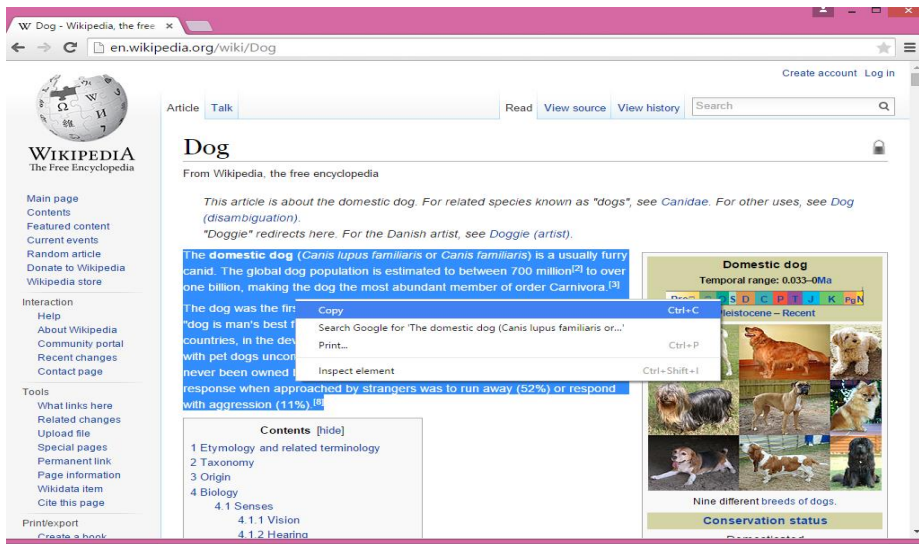 W Dog - Wikipedia, the free
en.wikipedia.org/wiki/Dog
Create account Log in
Article Talk Read View source View history Search
WIKIPEDIA
The Free Encyclopedia
Main page
Contents
Featured content
Current events
Random article
Donate to Wikipedia
Wikipedia store
Interaction
Help
About Wikipedia
Community portal
Recent changes
Contact page
Tools
What links here
Related changes
Upload file
Special pages
Permanent link
Page information
Wikidata item
Cite this page
Print/export
Create a book
Dog
From Wikipedia, the free encyclopedia
This article is about the domestic dog. For related species known as "dogs", see Canidae. For other uses, see Dog
(disambiguation).
"Doggie" redirects here. For the Danish artist, see Doggie (artist).
The domestic dog (Canis lupus familiaris or Canis familiaris) is a usually furry
canid. The global dog population is estimated to between 700 million[2] to over
one billion, making the dog the most abundant member of order Carnivora.[3]
The dog was the
"dog is man's best
countries, in the
with pet dogs
never been owned
response when approached by strangers was to run away (52%) or respond
with aggression (11%).[8]
Copy Ctrl+C
Search Google for 'The domestic dog (Canis lupus familiaris or...'
Print... Ctrl+P
Inspect element Ctrl+Shift+I
Contents [hide]
1 Etymology and related terminology
2 Taxonomy
3 Origin
4 Biology
4.1 Senses
4.1.1 Vision
4.1.2 Hearing
Domestic dog
Temporal range: 0.033–0Ma
S D C P T J K PgN
Pleistocene – Recent
Nine different breeds of dogs.
Conservation status
Domesticated